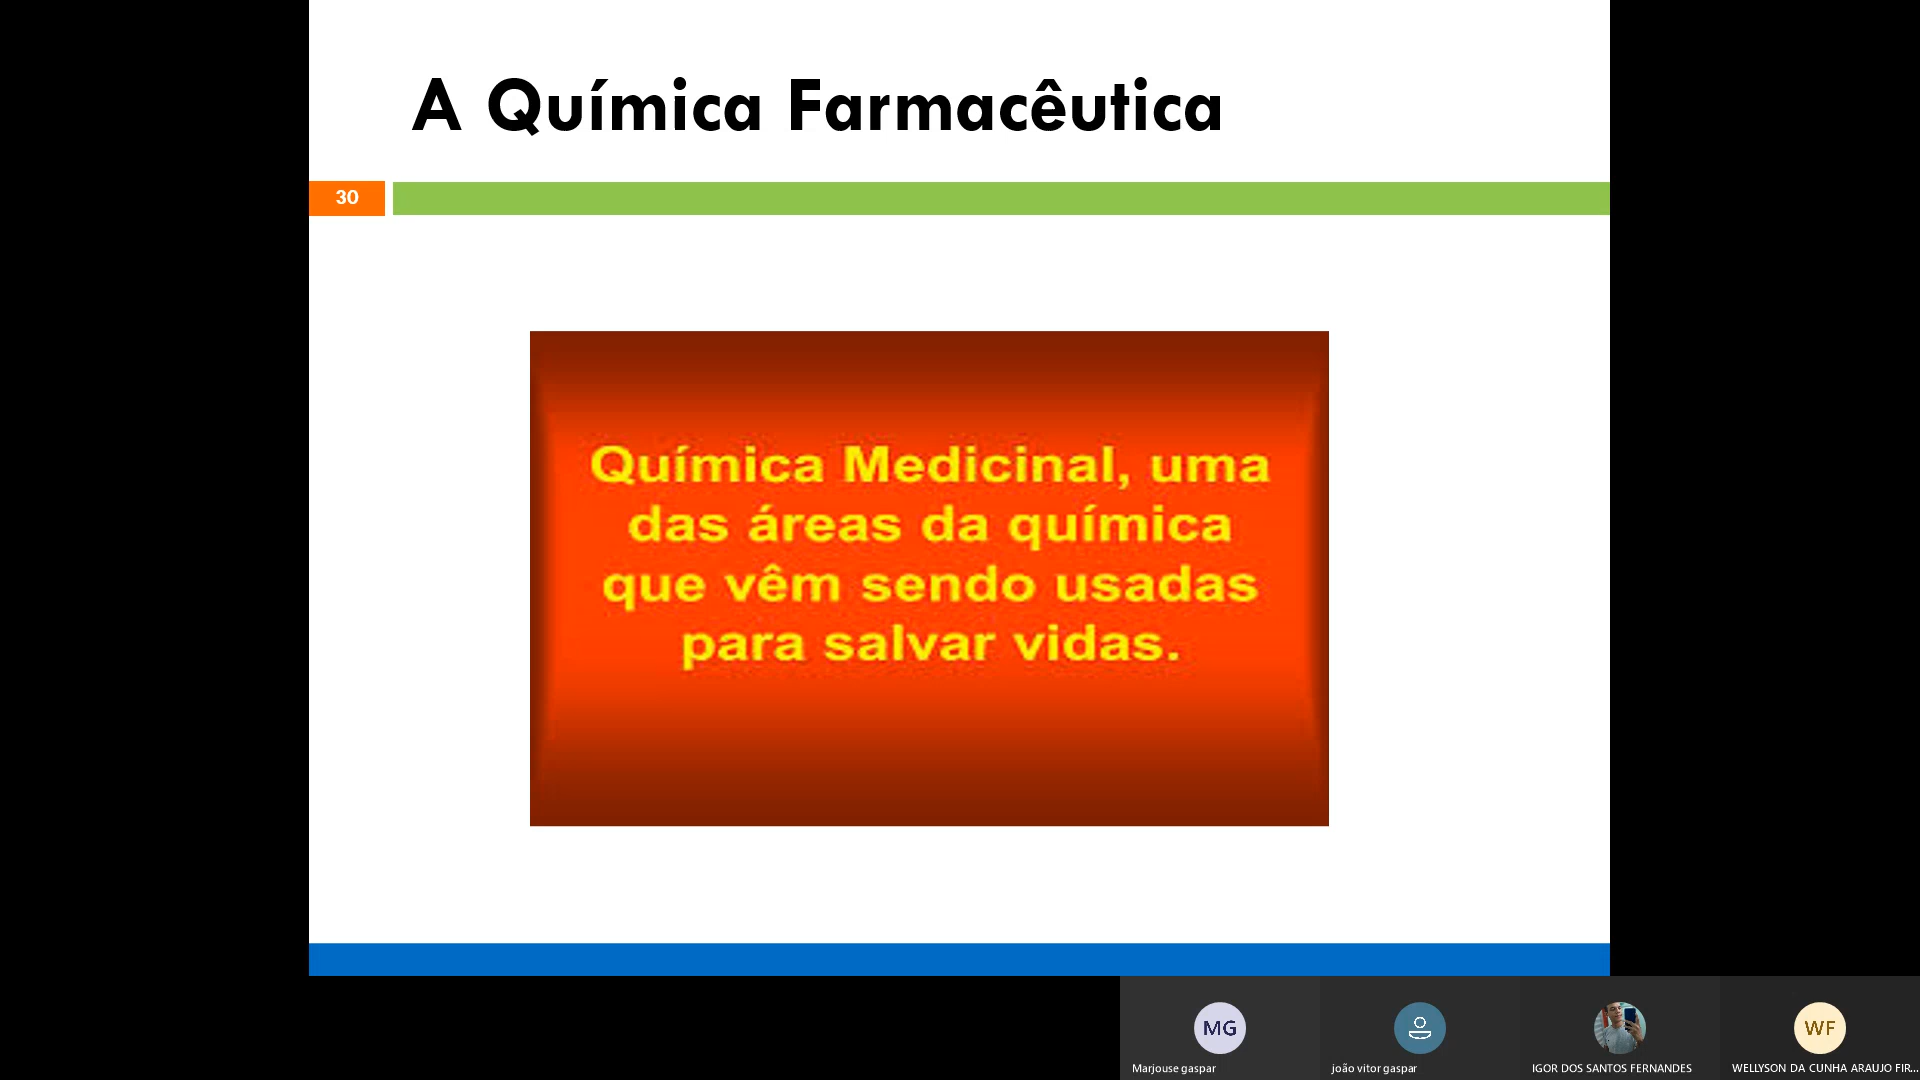 A Química Farmacêutica
30
Química Medicinal, uma
das áreas da química
que vêm sendo usadas
para salvar vidas.
MG
WF
Marjouse gaspar
joão vitor gaspar
IGOR DOS SANTOS FERNANDES
WELLYSON DA CUNHA ARAUJO FIR...